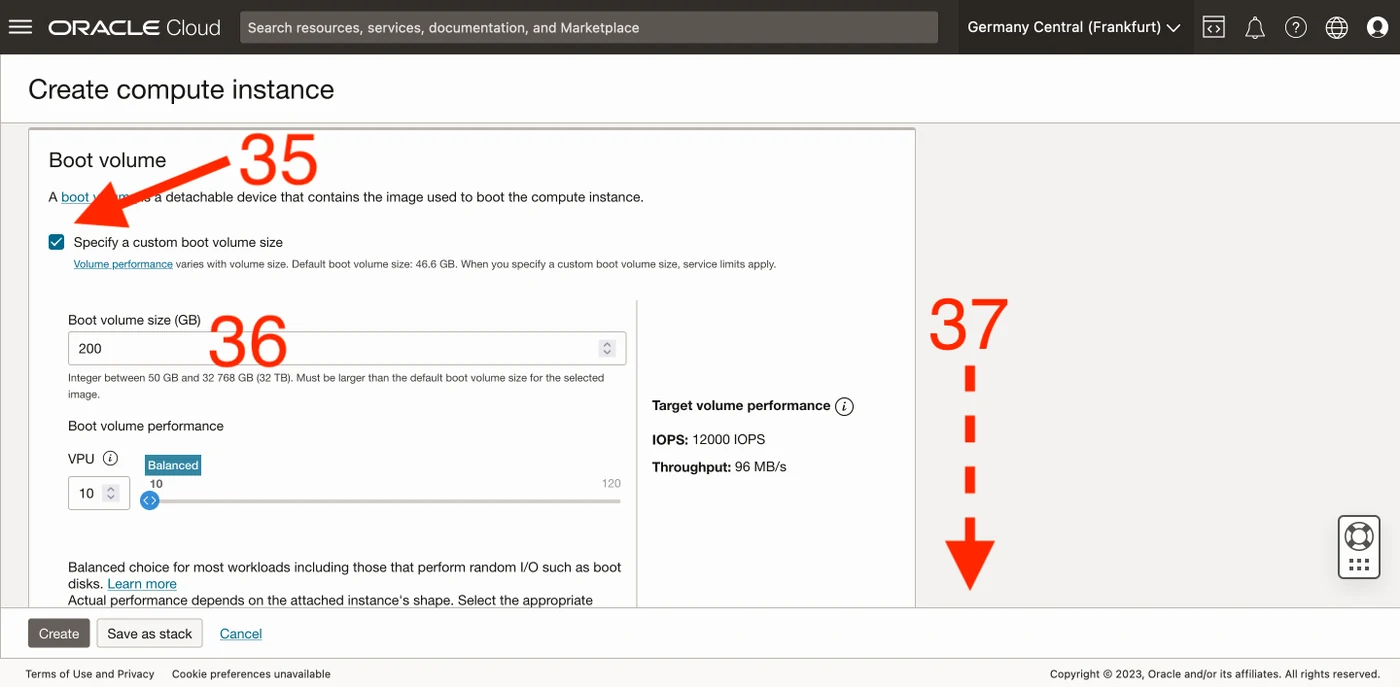 ORACLE Cloud
Search resources, services, documentation, and Marketplace
Germany Central (Frankfurt)
Create compute instance
Boot volume
35
A boot volume is a detachable device that contains the image used to boot the compute instance.
Specify a custom boot volume size
Volume performance varies with volume size. Default boot volume size: 46.6 GB. When you specify a custom boot volume size, service limits apply.
Boot volume size (GB)
200
36
Integer between 50 GB and 32 768 GB (32 TB). Must be larger than the default boot volume size for the selected
image.
Boot volume performance
VPU
10
Balanced
10
120
Balanced choice for most workloads including those that perform random I/O such as boot
disks. Learn more
Actual performance depends on the attached instance's shape. Select the appropriate
Target volume performance
IOPS: 12000 IOPS
Throughput: 96 MB/s
37
Create
Save as stack
Cancel
Terms of Use and Privacy
Cookie preferences unavailable
Copyright © 2023, Oracle and/or its affiliates. All rights reserved.